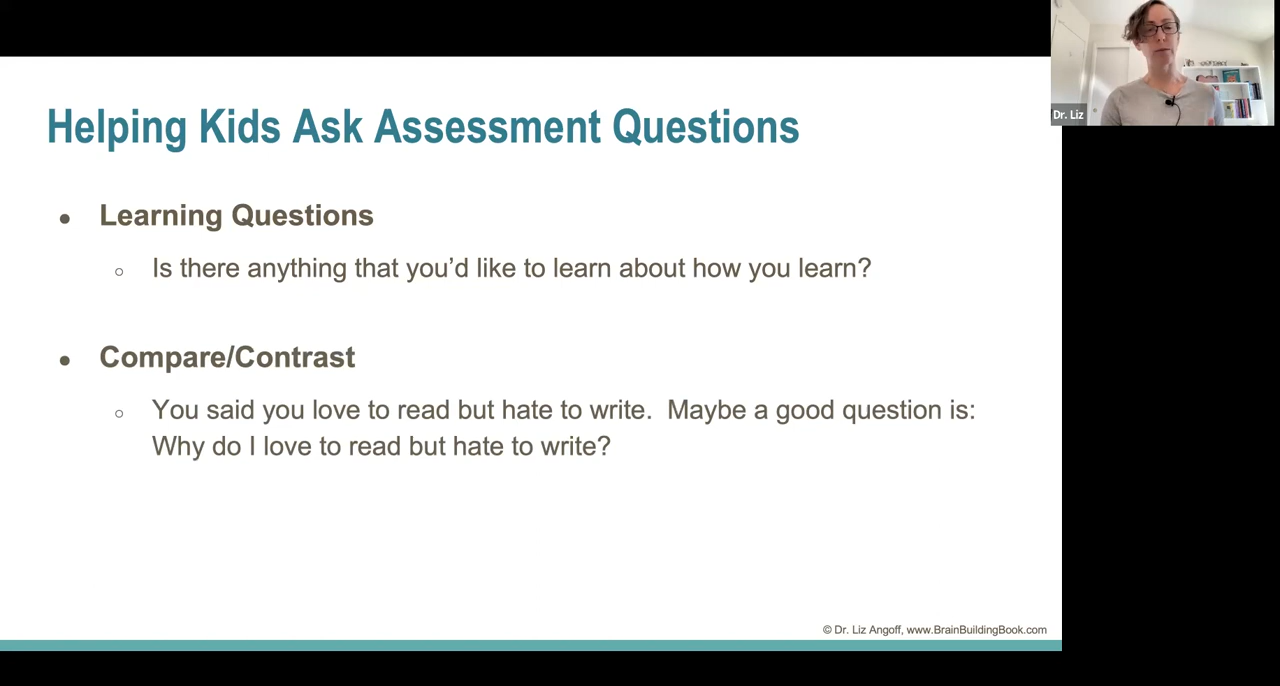 Helping Kids Ask Assessment Questions
Dr. Liz
● Learning Questions
○ Is there anything that you’d like to learn about how you learn?
● Compare/Contrast
○ You said you love to read but hate to write.  Maybe a good question is:
Why do I love to read but hate to write?
© Dr. Liz Angoff, www.BrainBuildingBook.com